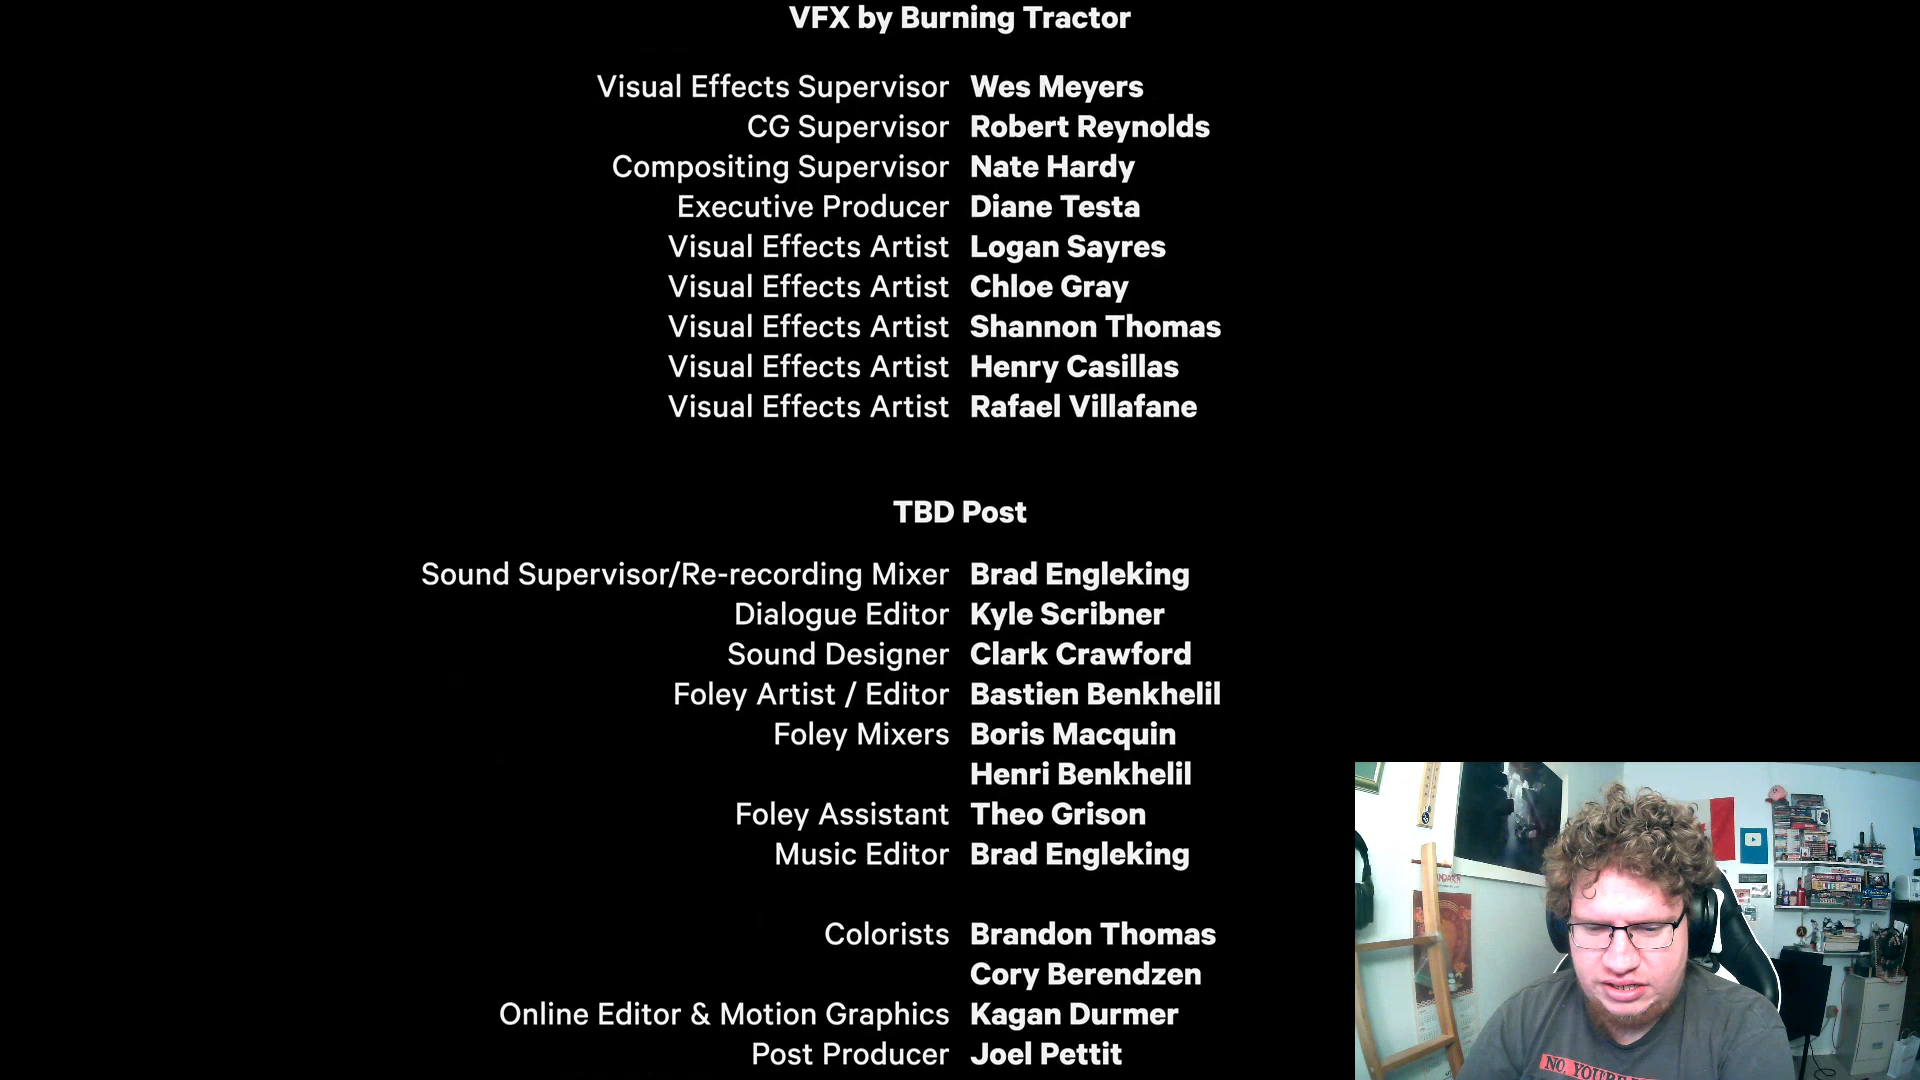 VFX by Burning Tractor
Visual Effects Supervisor Wes Meyers
CG Supervisor Robert Reynolds
Compositing Supervisor Nate Hardy
Executive Producer Diane Testa
Visual Effects Artist Logan Sayres
Visual Effects Artist Chloe Gray
Visual Effects Artist Shannon Thomas
Visual Effects Artist Henry Casillas
Visual Effects Artist Rafael Villafane
TBD Post
Sound Supervisor/Re-recording Mixer Brad Engleking
Dialogue Editor Kyle Scribner
Sound Designer Clark Crawford
Foley Artist / Editor Bastien Benkhelil
Foley Mixers Boris Macquin
Henri Benkhelil
Foley Assistant Theo Grison
Music Editor Brad Engleking
Colorists Brandon Thomas
Cory Berendzen
Online Editor & Motion Graphics Kagan Durmer
Post Producer Joel Pettit
NO, YOU'RE